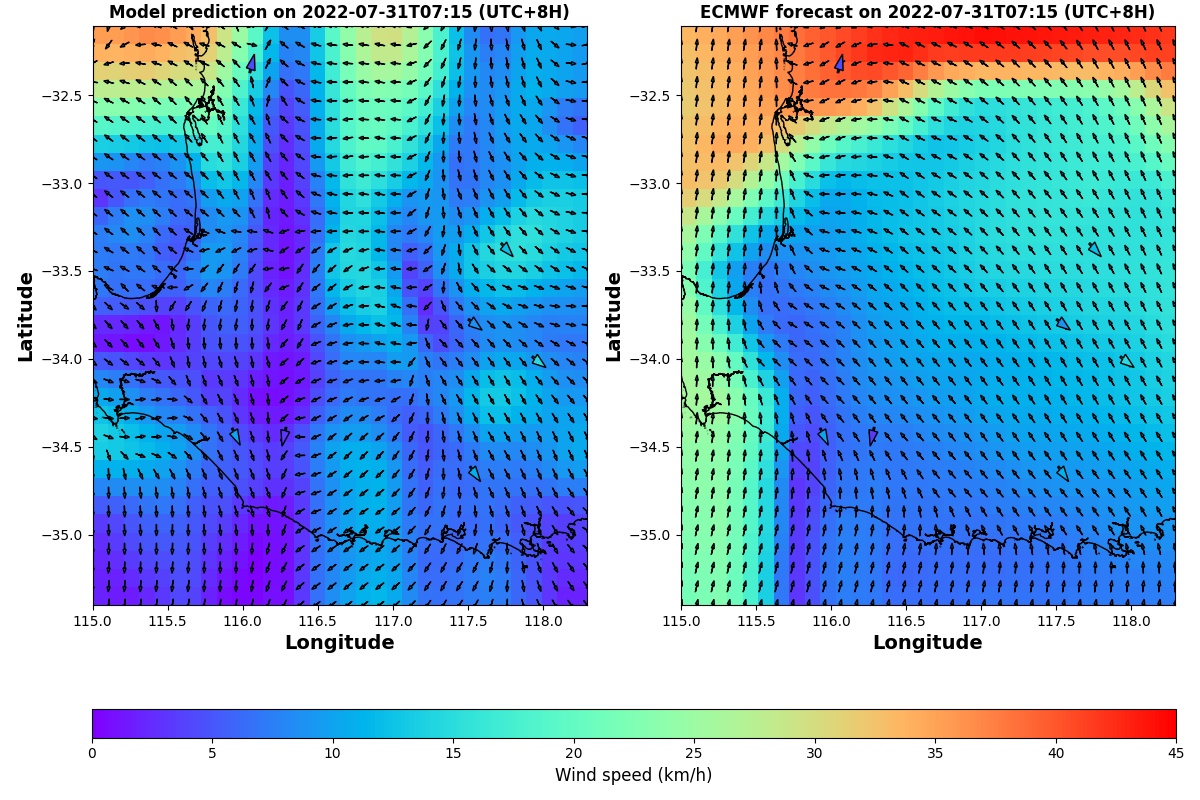 Model prediction on 2022-07-31T07:15 (UTC+8H)
ECMWF forecast on 2022-07-31T07:15 (UTC+8H)
Latitude
−32.5
−33.0
−33.5
−34.0
−34.5
−35.0
115.0 115.5 116.0 116.5 117.0 117.5 118.0
Longitude
Latitude
−32.5
−33.0
−33.5
−34.0
−34.5
−35.0
115.0 115.5 116.0 116.5 117.0 117.5 118.0
Longitude
0 5 10 15 20 25 30 35 40 45
Wind speed (km/h)